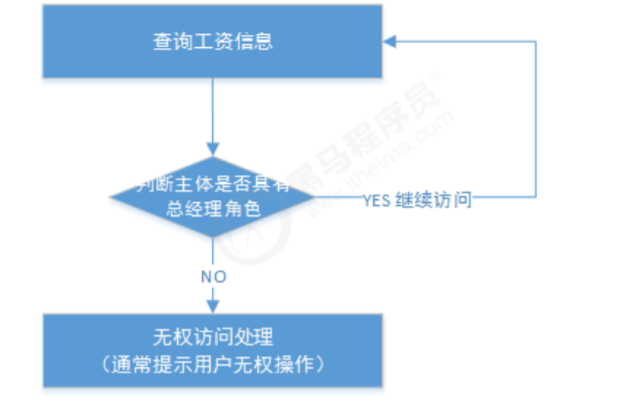 查询工资信息
判断主体是否具有
总经理角色
YES 继续访问
NO
无权访问处理
（通常提示用户无权操作）
黑马程序员
www.itheima.com